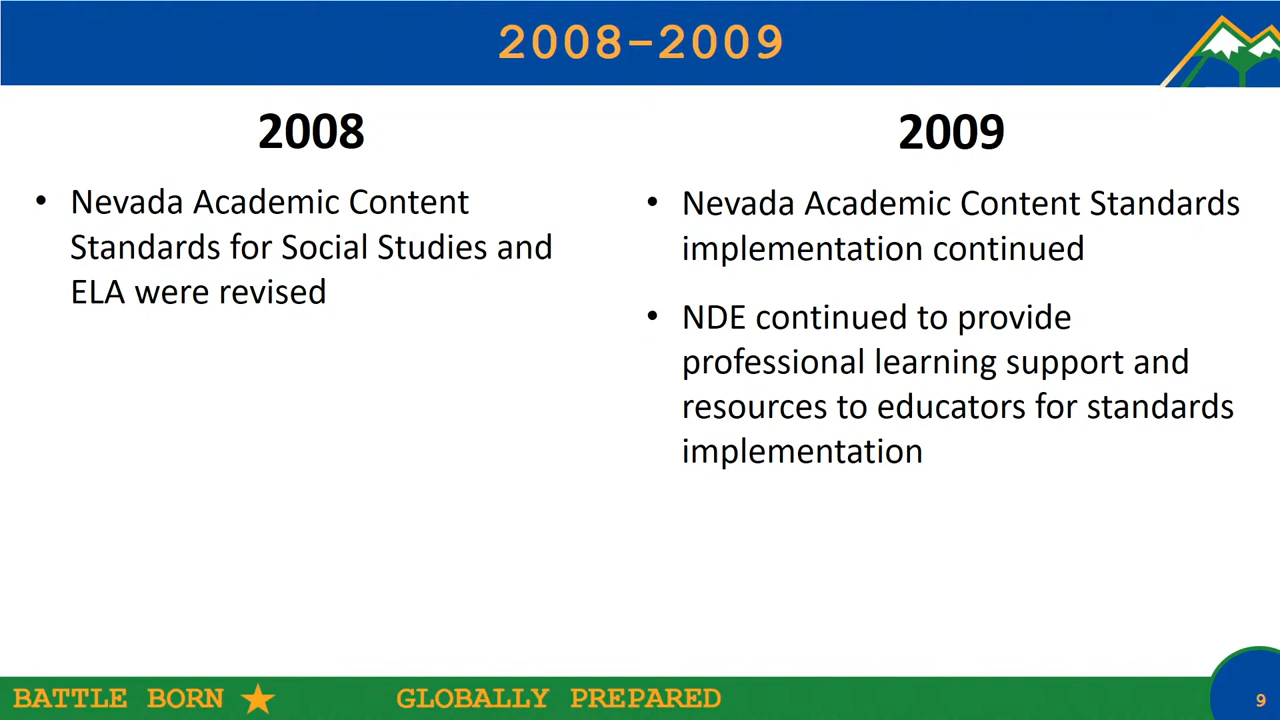 2008-2009
2008
• Nevada Academic Content
Standards for Social Studies and
ELA were revised
2009
• Nevada Academic Content Standards
implementation continued
• NDE continued to provide
professional learning support and
resources to educators for standards
implementation
BATTLE BORN
GLOBALLY PREPARED
9